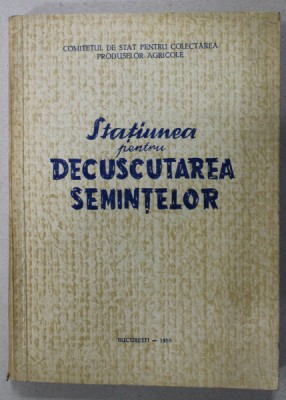 COMITETUL DE STAT PENTRU COLECTAREA
PRODUSELOR AGRICOLE
Stațiunea
pentru
DECUSCUTAREA
SEMINȚELOR
BUCUREȘTI —